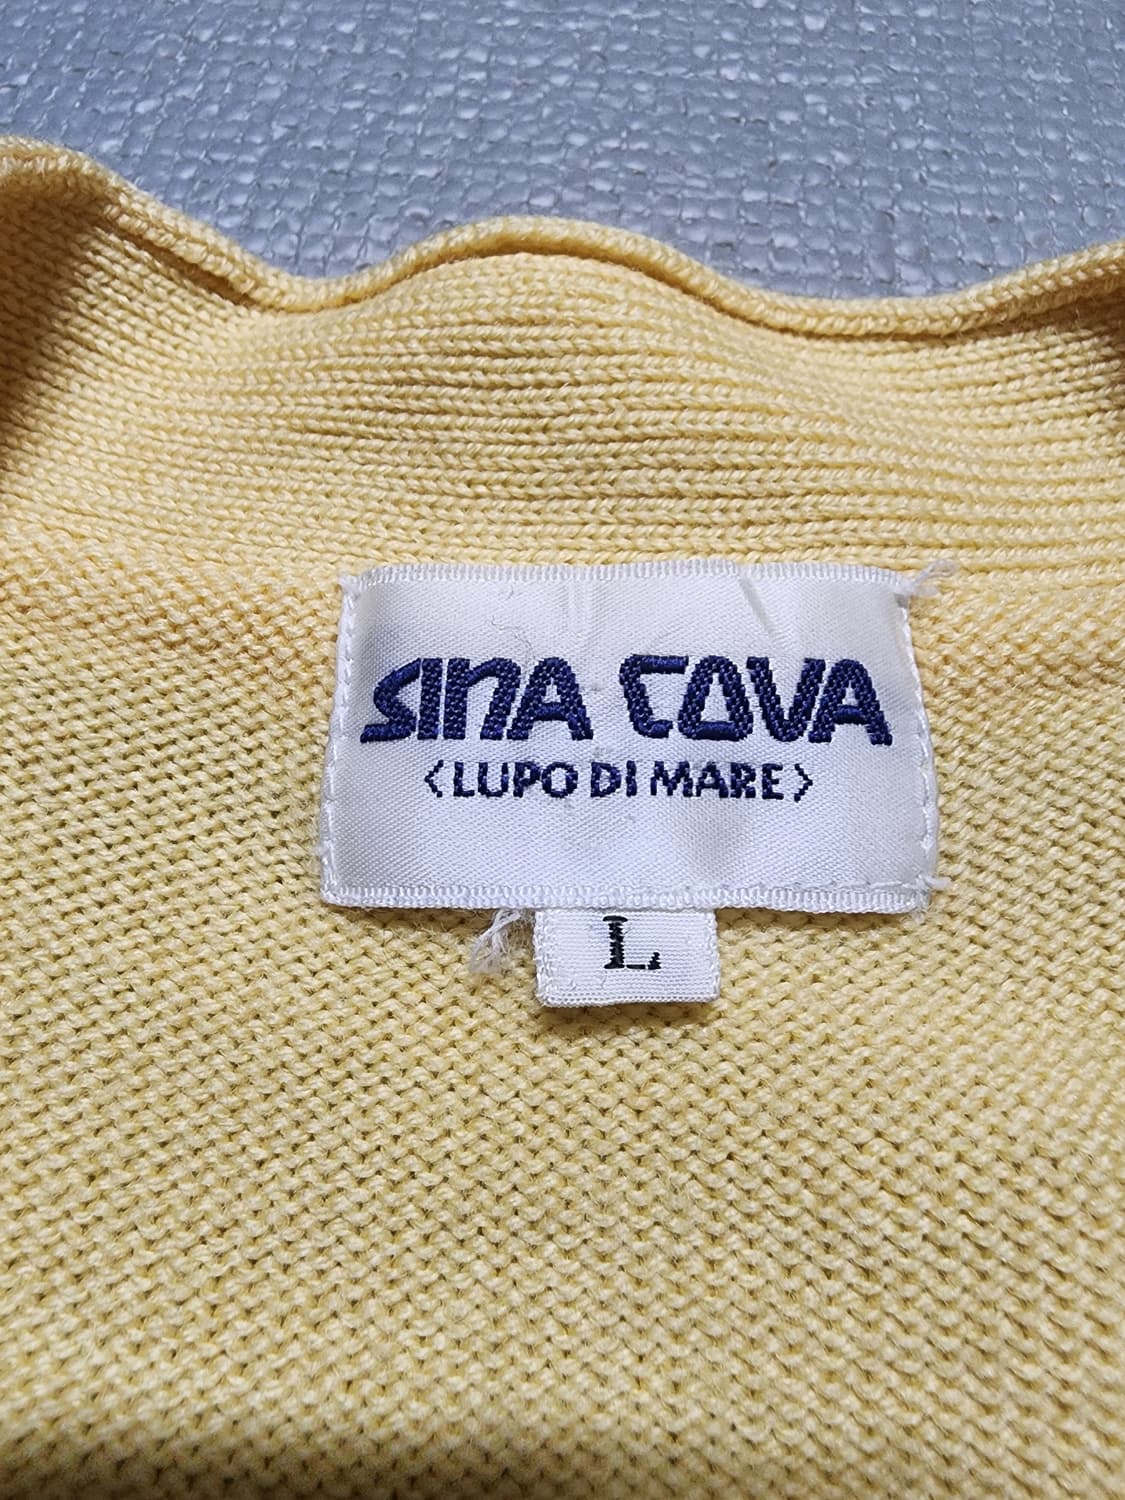 SINA COVA
〈LUPO DI MARE〉
L